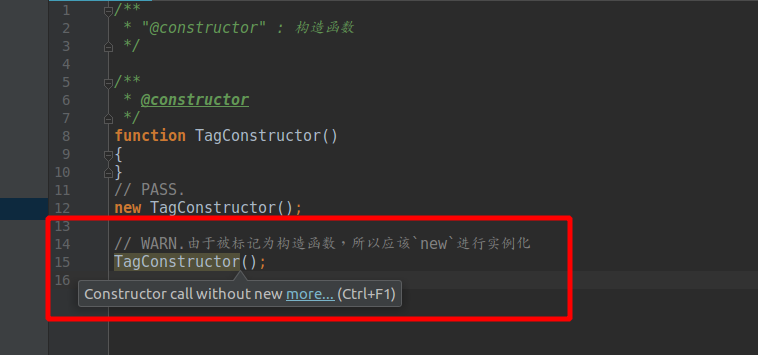 1 /**
2 * "@constructor" : 构造函数
3 */
4
5 /**
6 * @constructor
7 */
8 function TagConstructor()
9 {
10 }
11 // PASS.
12 new TagConstructor();
13
14 // WARN.由于被标记为构造函数，所以应该`new`进行实例化
15 TagConstructor();
16
Constructor call without new more... (Ctrl+F1)